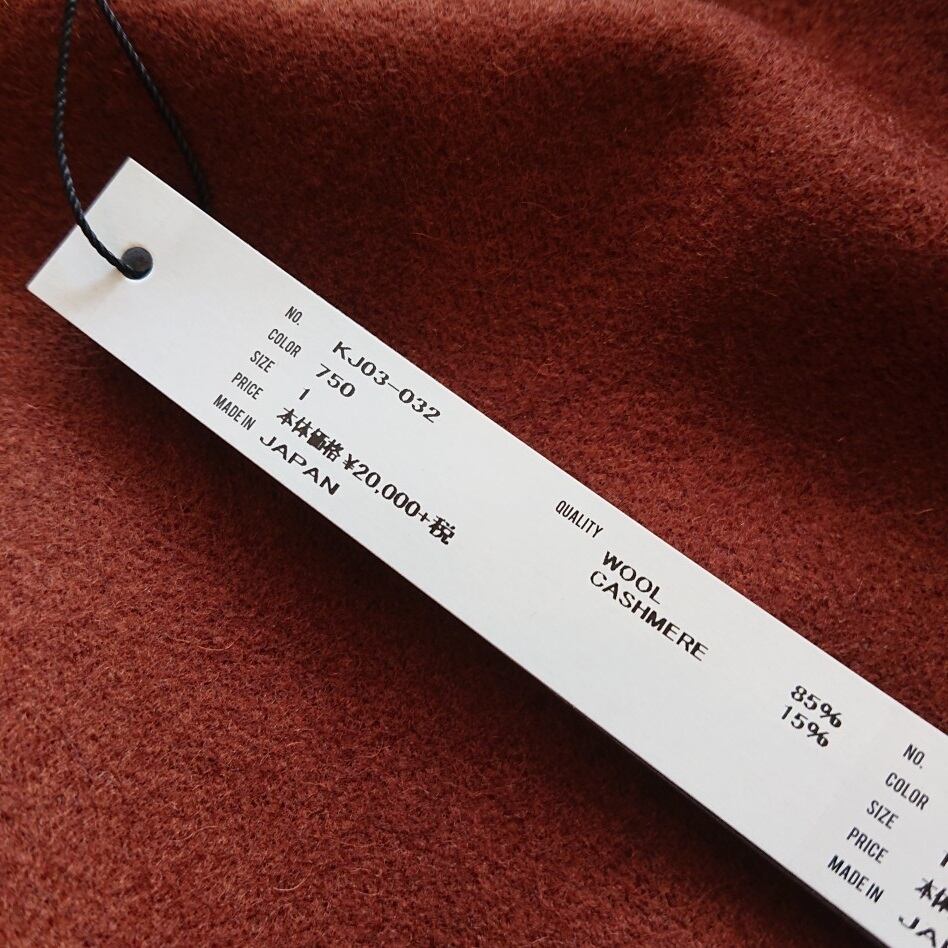 NO. KJ03-032
COLOR 750
SIZE 1
PRICE 本体価格 ¥20,000+税
MADE IN JAPAN
QUALITY
WOOL 85%
CASHMERE 15%
NO.
COLOR
SIZE
PRICE
MADE IN